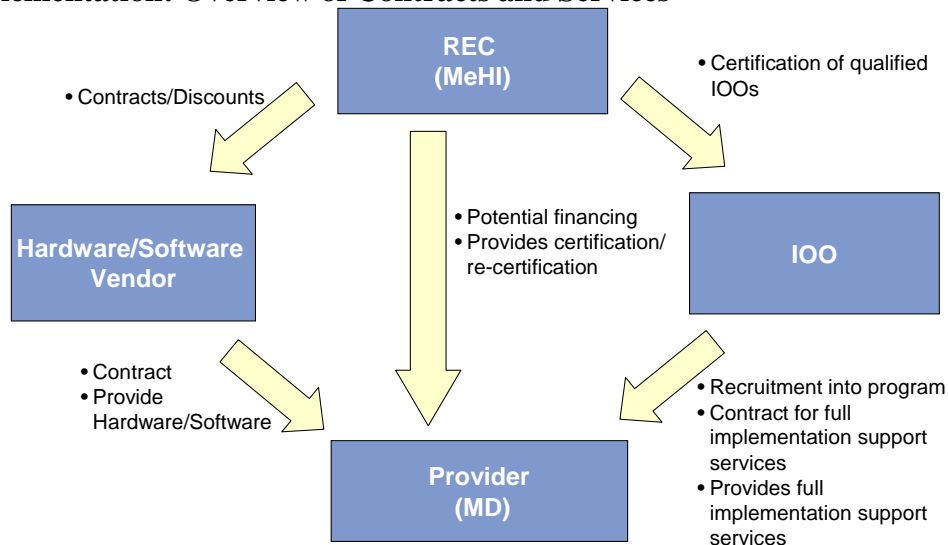 REC
(MeHI)
• Contracts/Discounts
• Certification of qualified
IOOs
Hardware/Software
Vendor
• Potential financing
• Provides certification/
re-certification
IOO
• Contract
• Provide
Hardware/Software
• Recruitment into program
• Contract for full
implementation support
services
• Provides full
implementation support
services
Provider
(MD)